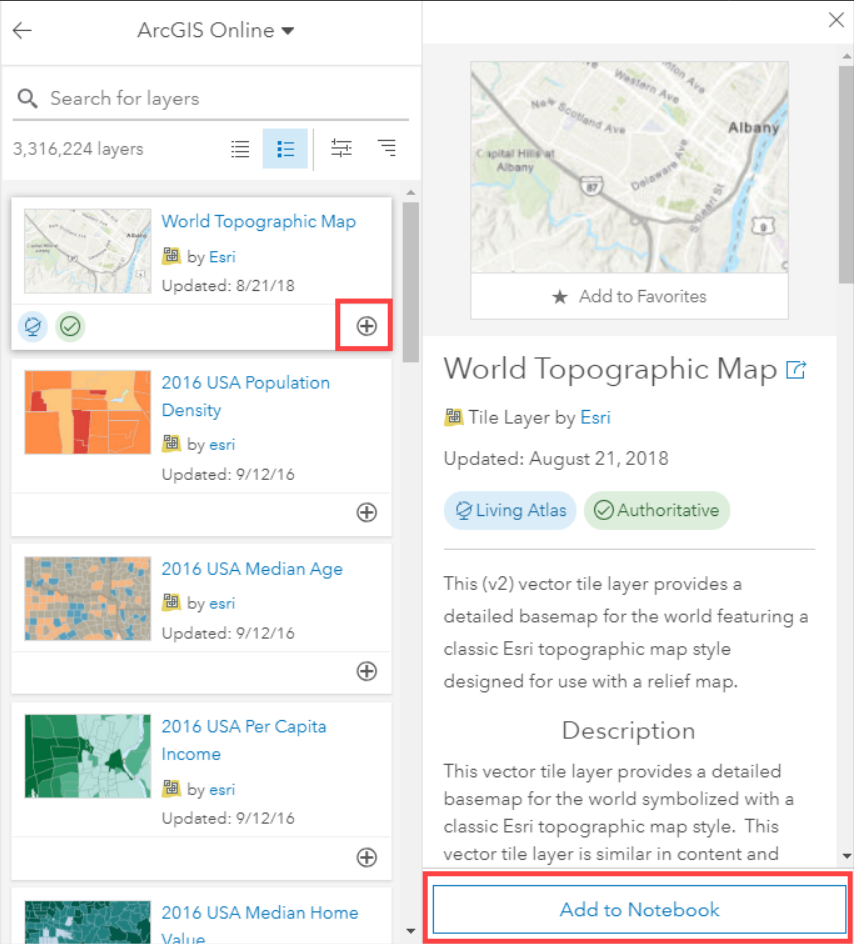 ArcGIS Online
Search for layers
3,316,224 layers
World Topographic Map
by Esri
Updated: 8/21/18
2016 USA Population
Density
by esri
Updated: 9/12/16
2016 USA Median Age
by esri
Updated: 9/12/16
2016 USA Per Capita
Income
by esri
Updated: 9/12/16
2016 USA Median Home
Value
Western Ave
New Scotland Ave
Albany
Capital Hills at
Albany
Delaware Ave
87
S Pearl St
9
Add to Favorites
World Topographic Map
Tile Layer by Esri
Updated: August 21, 2018
Living Atlas
Authoritative
This (v2) vector tile layer provides a
detailed basemap for the world featuring a
classic Esri topographic map style
designed for use with a relief map.
Description
This vector tile layer provides a detailed
basemap for the world symbolized with a
classic Esri topographic map style. This
vector tile layer is similar in content and
Add to Notebook